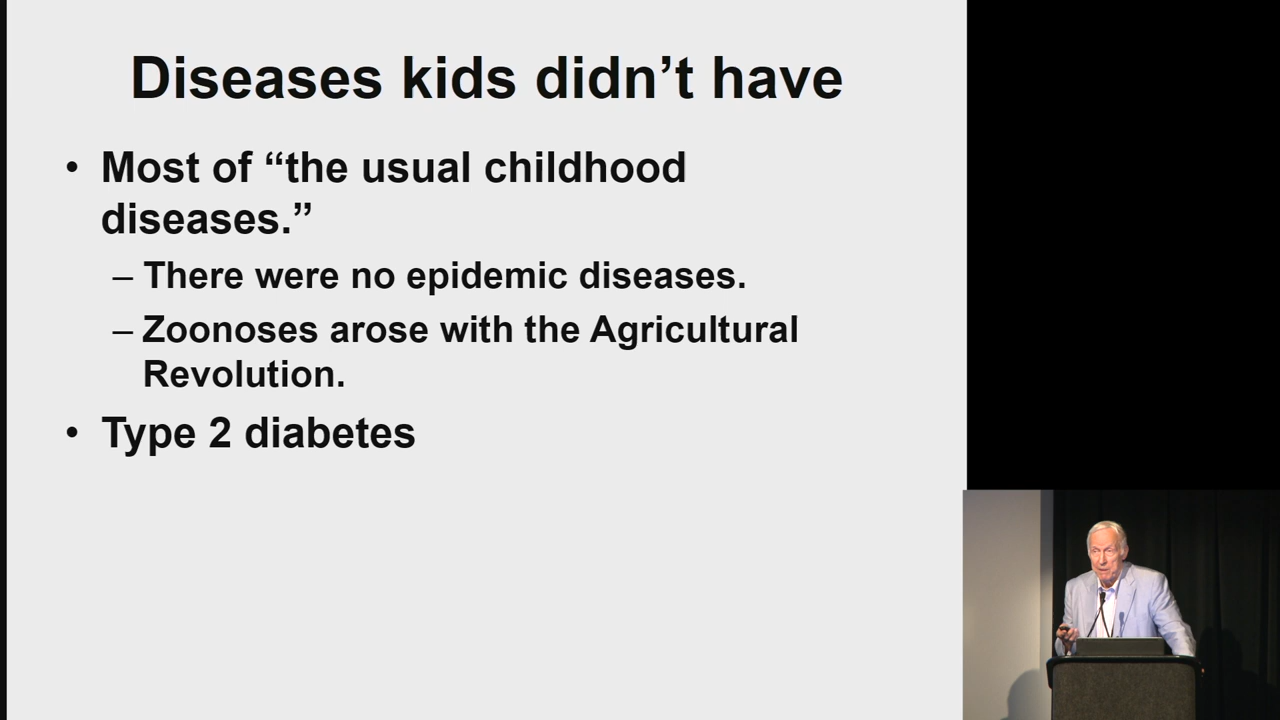 Diseases kids didn’t have
• Most of “the usual childhood
diseases.”
– There were no epidemic diseases.
– Zoonoses arose with the Agricultural
Revolution.
• Type 2 diabetes